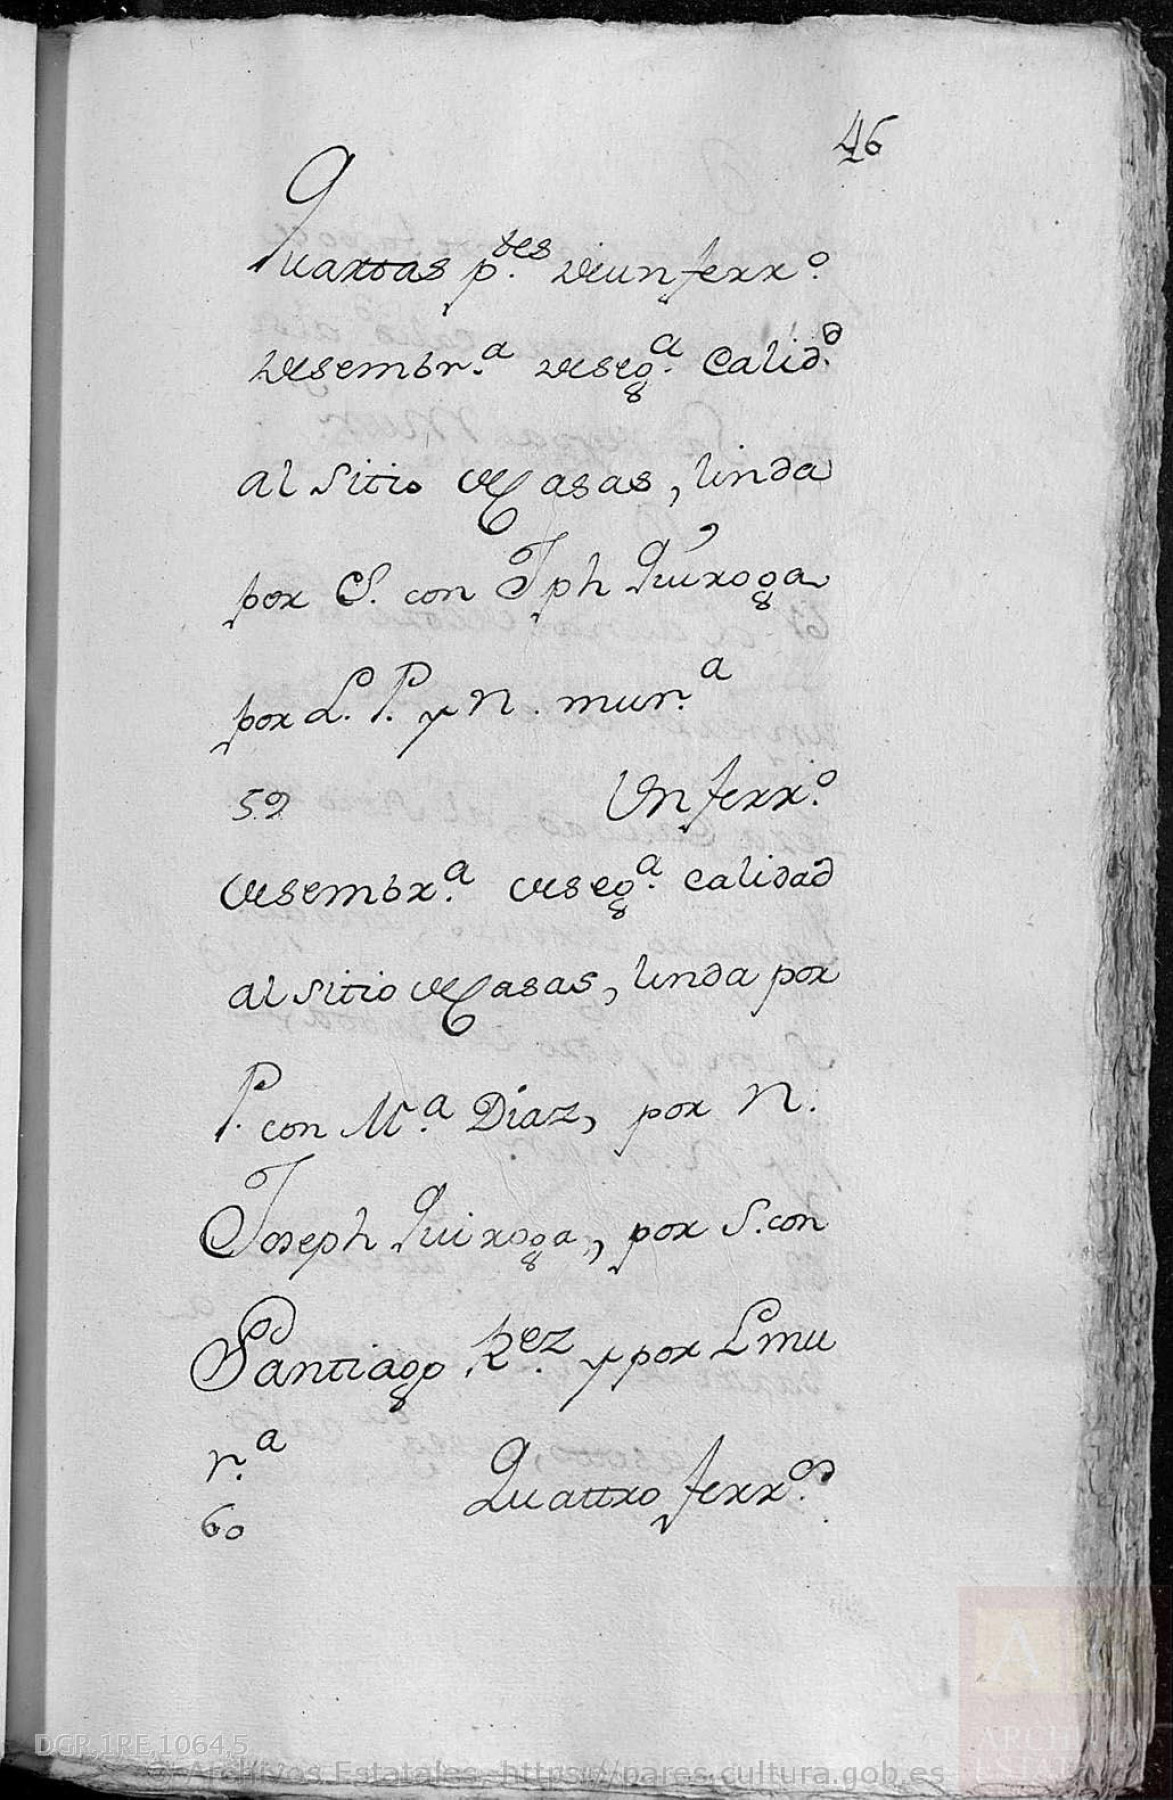 46
Quartas p.tes de un ferr.o
de sembr.a de seg.a Calid.d
al sitio de Casas, linda
por S. con Jph Quiroga
por L. P. y N. mur.a
59 Un ferr.o
de sembr.a de seg.a calidad
al sitio de Casas, linda por
P. con M.a Diaz, por N.
Joseph Quiroga, por S. con
Santiago R.ez y por L mu
r.a
60 Quattro ferr.os
DGR,1RE,1064,5
© Archivos Estatales, https://pares.cultura.gob.es